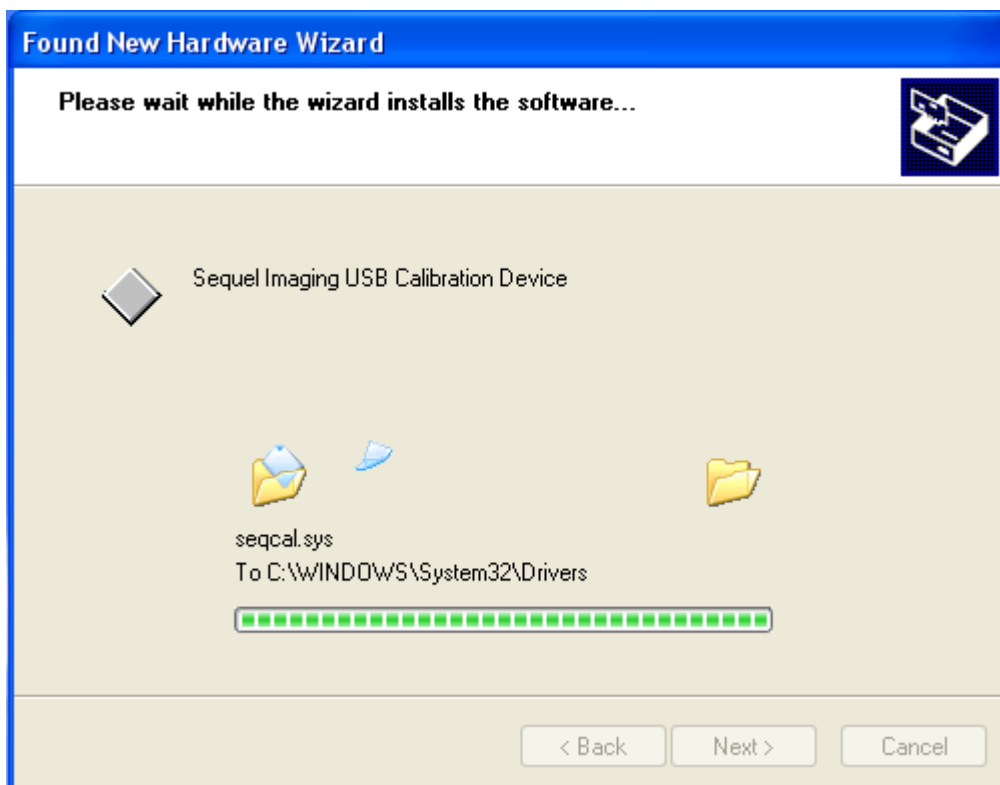 Found New Hardware Wizard
Please wait while the wizard installs the software...
Sequel Imaging USB Calibration Device
seqcal.sys
To C:\WINDOWS\System32\Drivers
< Back
Next >
Cancel